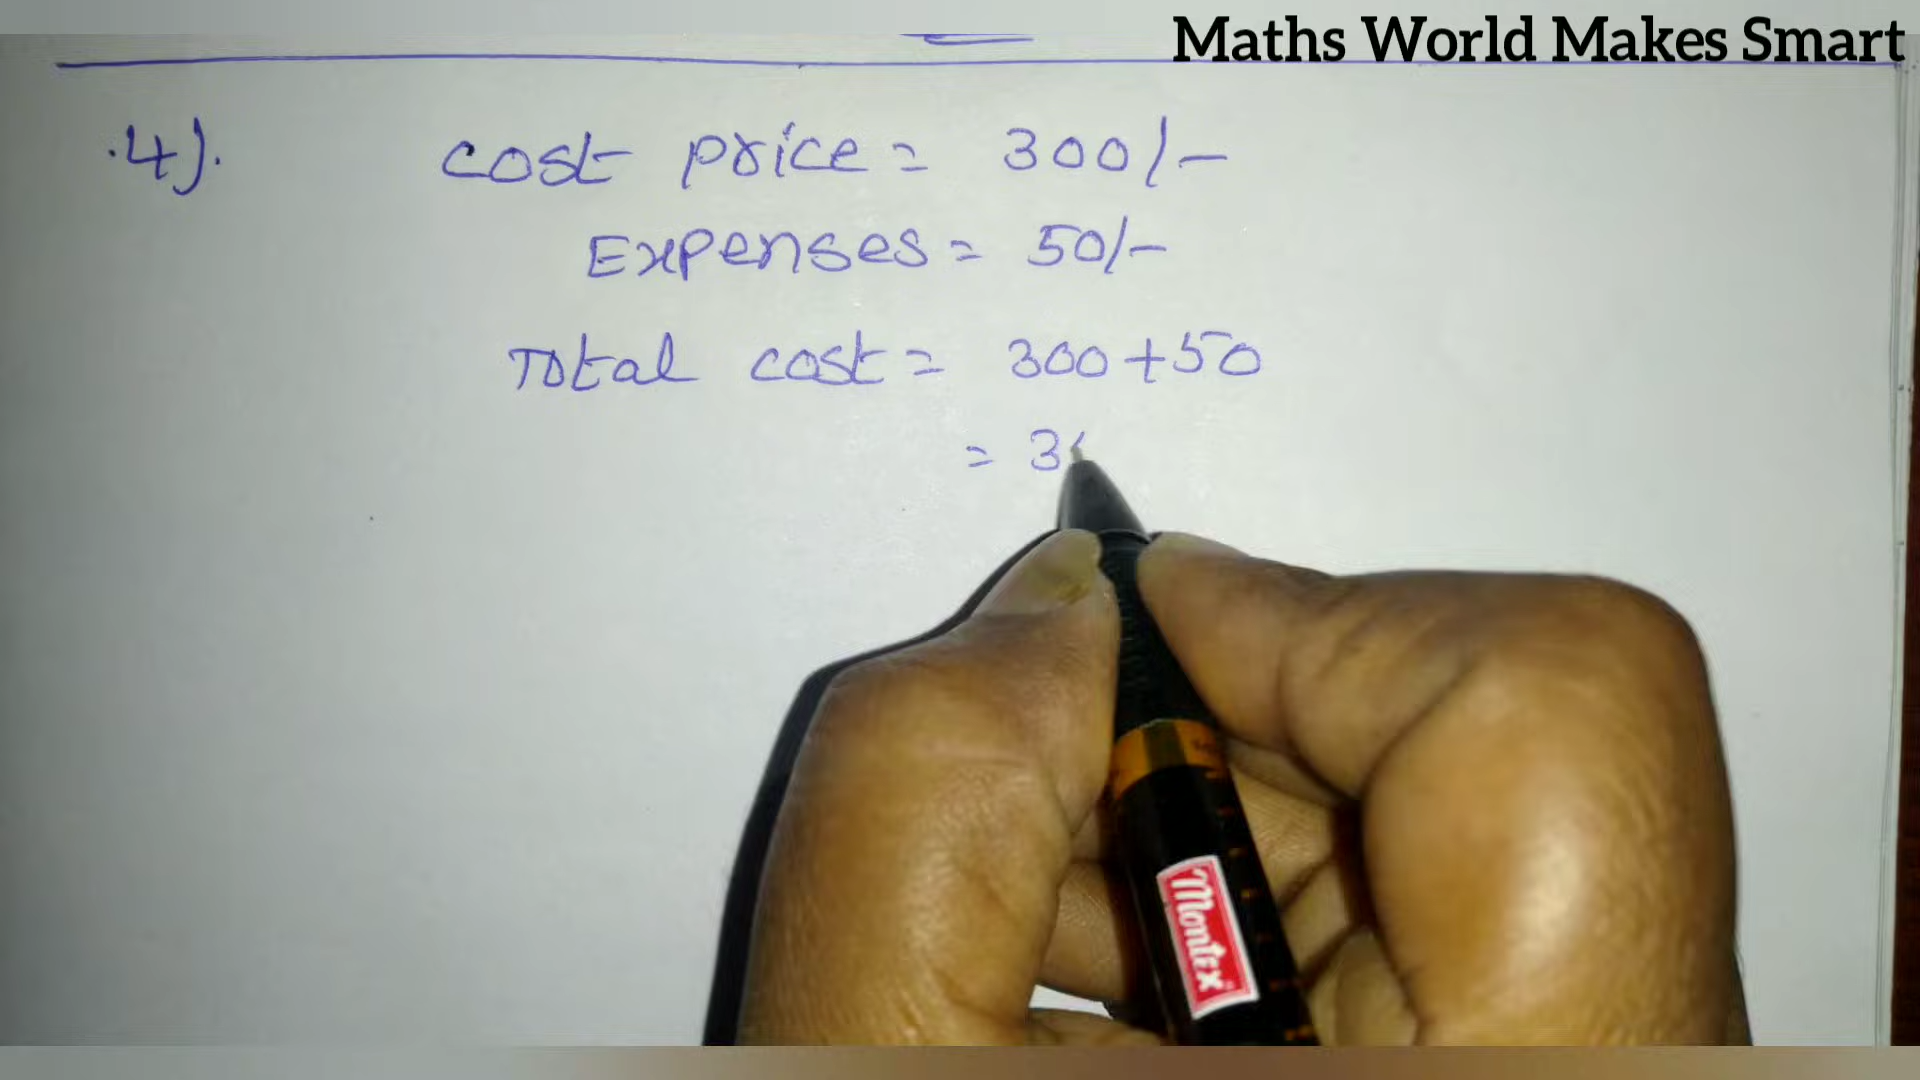 Maths World Makes Smart
.4).
cost price = 300/-
Expenses = 50/-
Total cost = 300+50
= 3
Montex